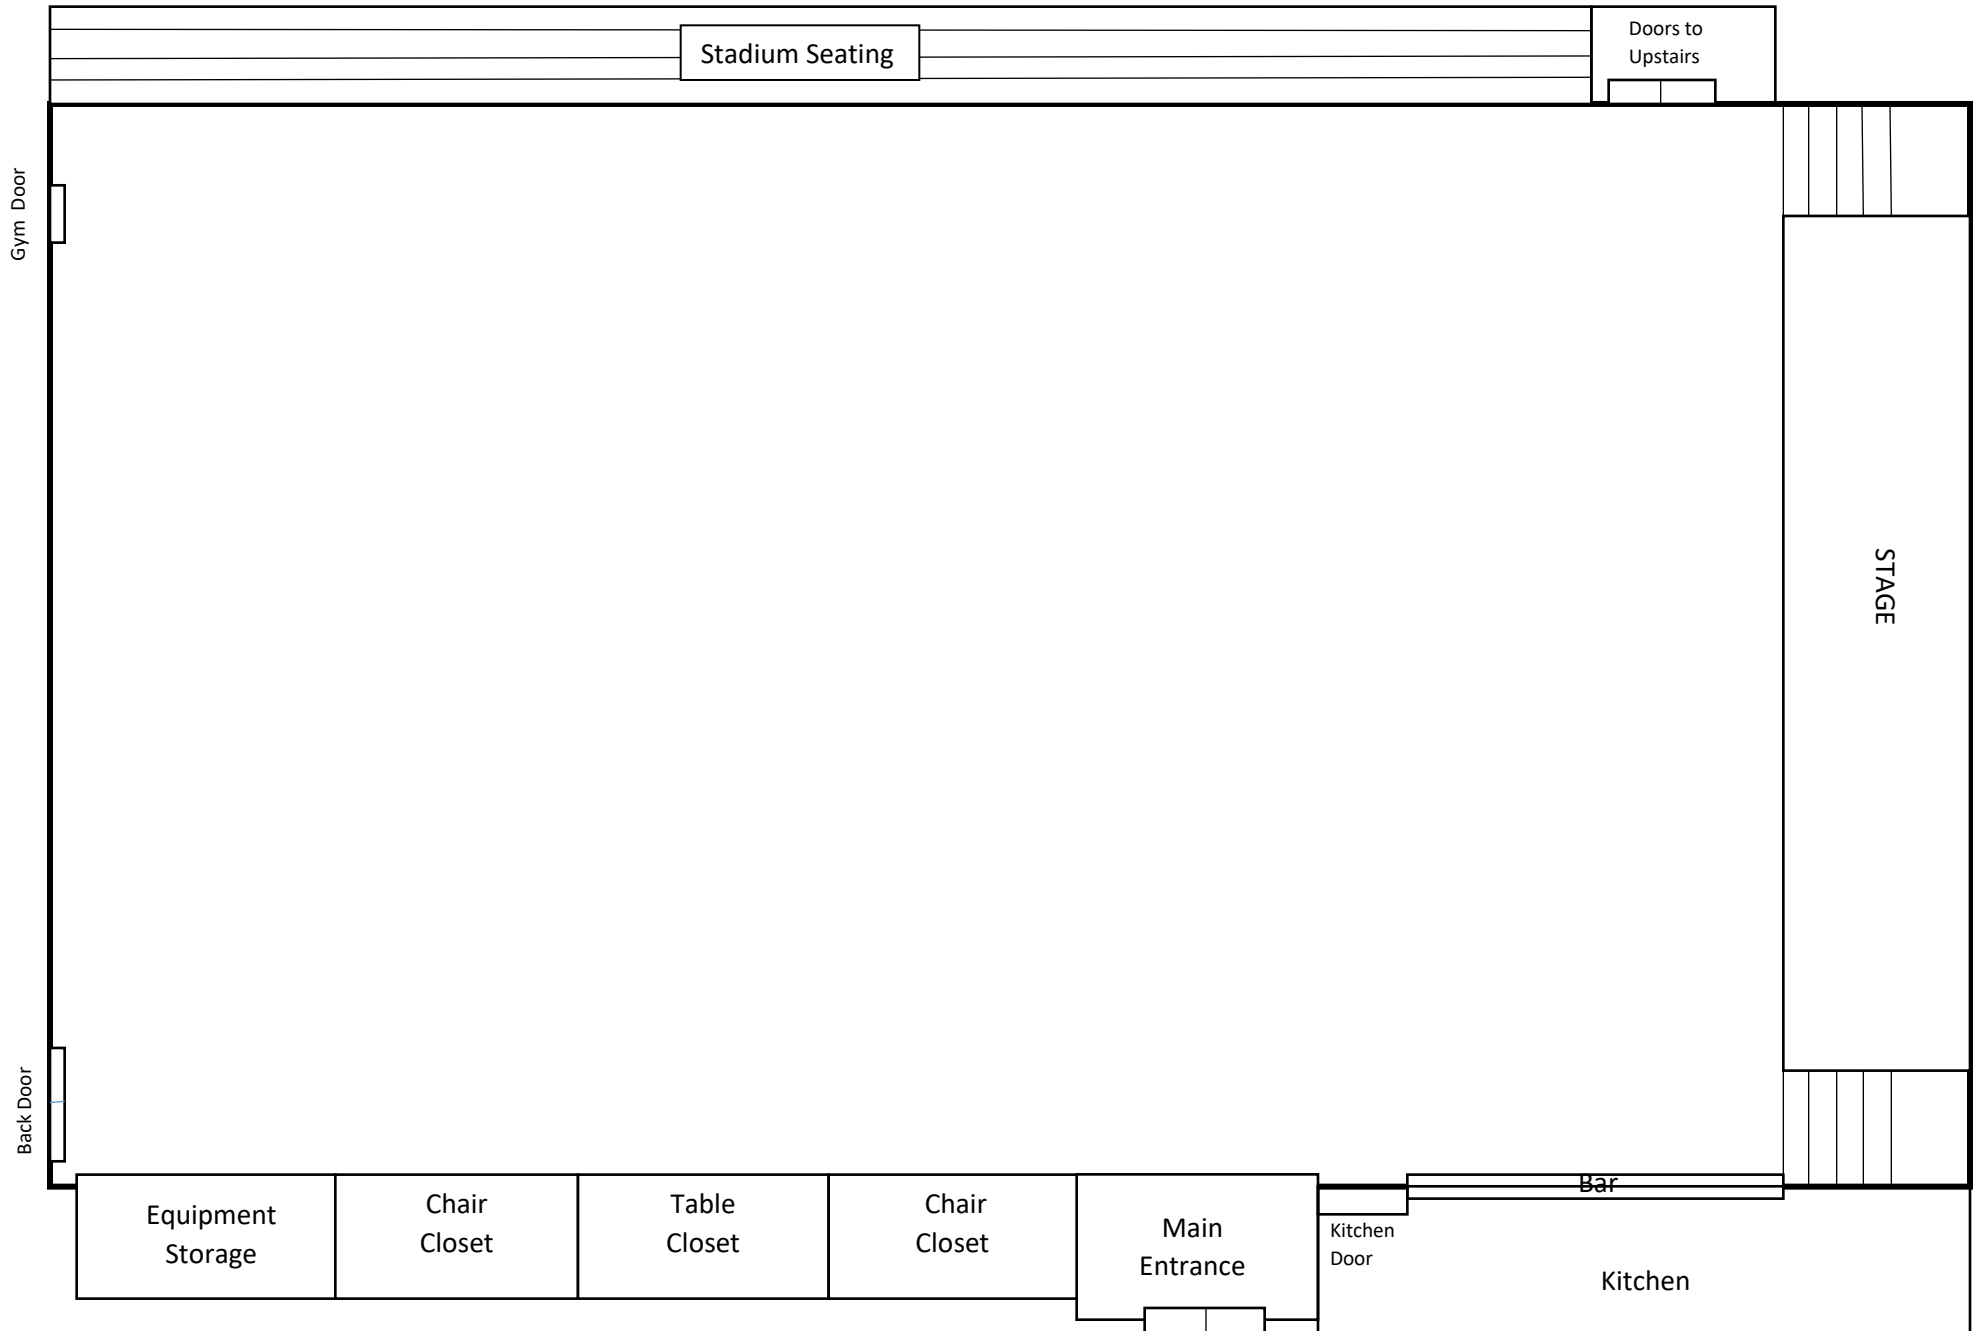 Stadium Seating
Doors to
Upstairs
Gym Door
STAGE
Back Door
Equipment
Storage
Chair
Closet
Table
Closet
Chair
Closet
Main
Entrance
Kitchen
Door
Bar
Kitchen